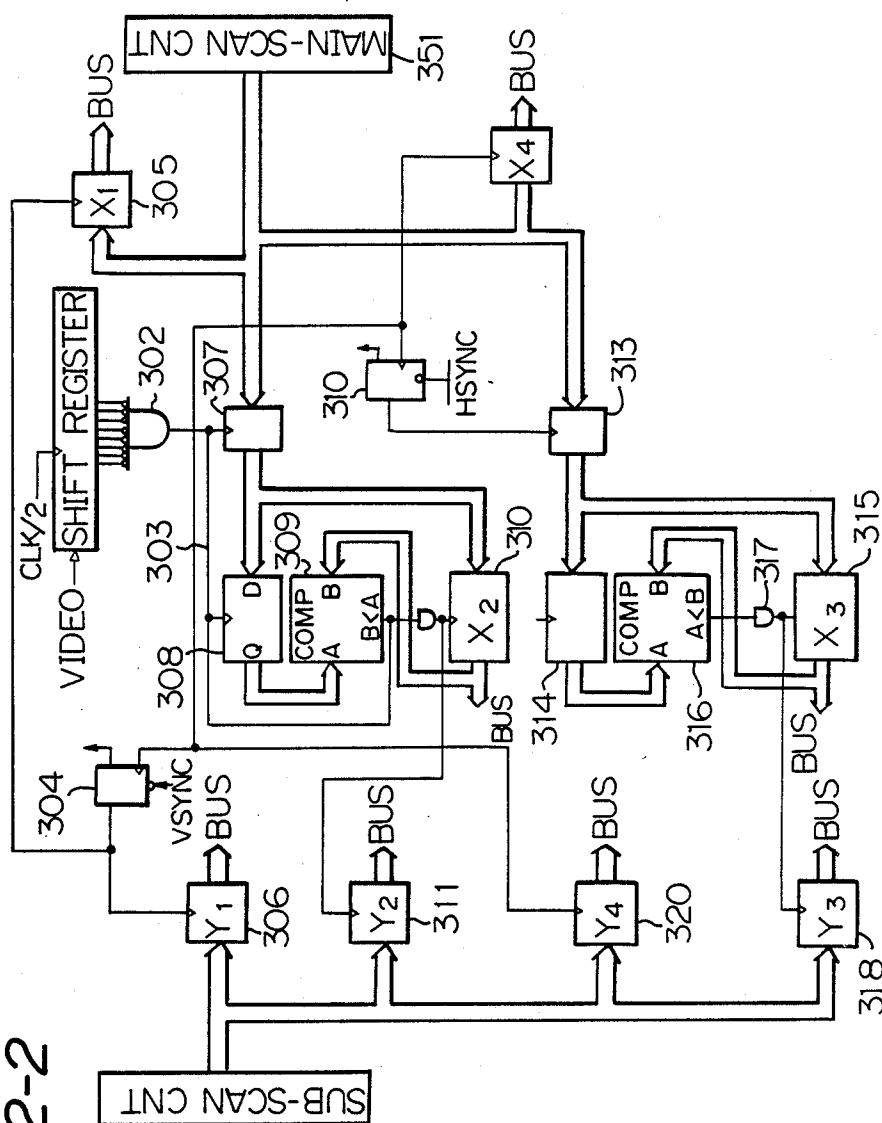 2-2
VIDEO
CLK/2
SHIFT REGISTER
302
303
304
VSYNC
X1
305
BUS
MAIN-SCAN CNT
351
Y1
306
BUS
307
308
D
Q
COMP
309
A
B
B<A
X2
310
BUS
310
HSYNC
X4
BUS
Y2
311
BUS
313
314
COMP
A
B
A<B
316
317
X3
315
BUS
Y4
320
BUS
Y3
318
BUS
SUB-SCAN CNT